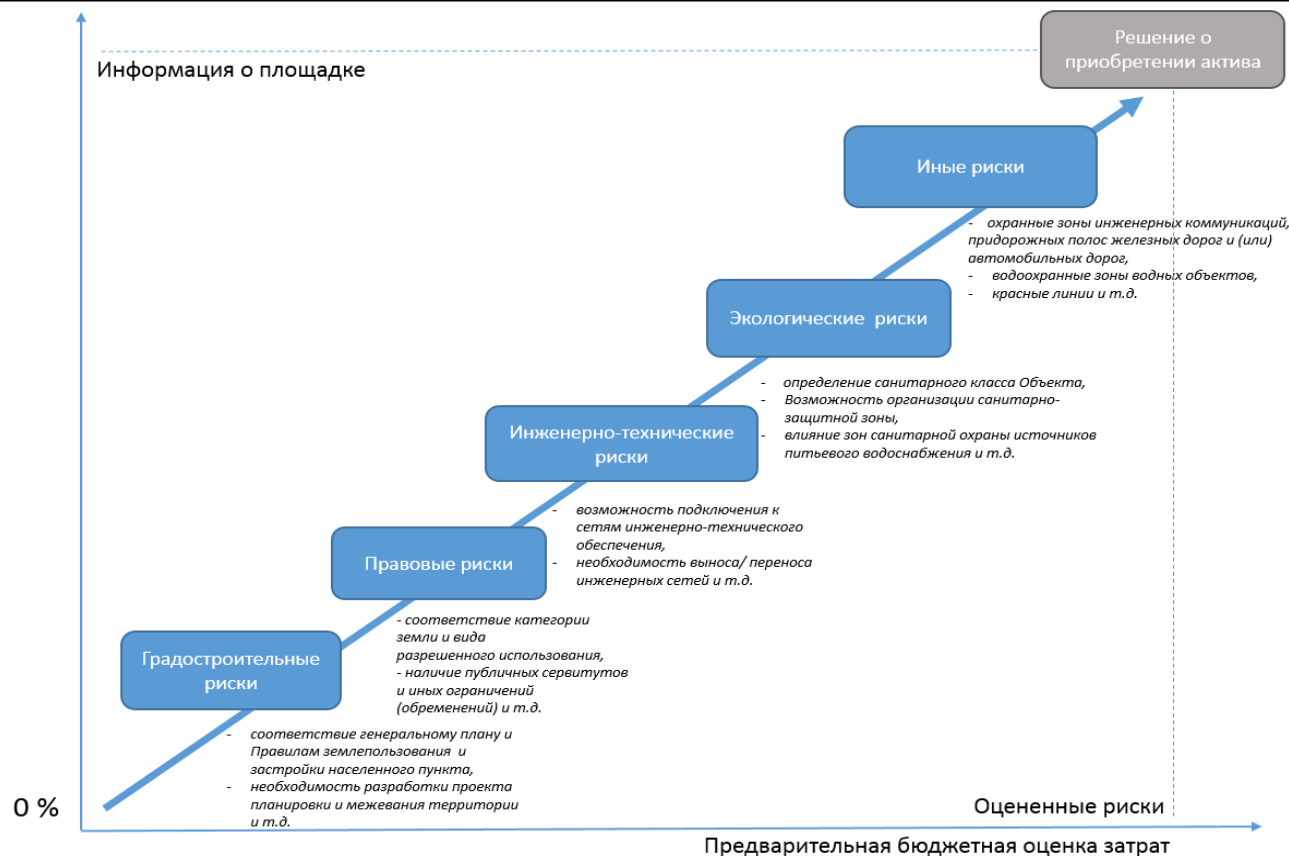 Решение о
приобретении актива
Информация о площадке
Иные риски
- охранные зоны инженерных коммуникаций,
придорожных полос железных дорог и (или)
автомобильных дорог,
- водоохранные зоны водных объектов,
- красные линии и т.д.
Экологические риски
- определение санитарного класса Объекта,
- Возможность организации санитарно-
защитной зоны,
- влияние зон санитарной охраны источников
питьевого водоснабжения и т.д.
Инженерно-технические
риски
- возможность подключения к
сетям инженерно-технического
обеспечения,
- необходимость выноса/ переноса
инженерных сетей и т.д.
Правовые риски
- соответствие категории
земли и вида
разрешенного использования,
- наличие публичных сервитутов
и иных ограничений
(обременений) и т.д.
Градостроительные
риски
- соответствие генеральному плану и
Правилам землепользования и
застройки населенного пункта,
- необходимость разработки проекта
планировки и межевания территории
и т.д.
0 %
Оцененные риски
Предварительная бюджетная оценка затрат